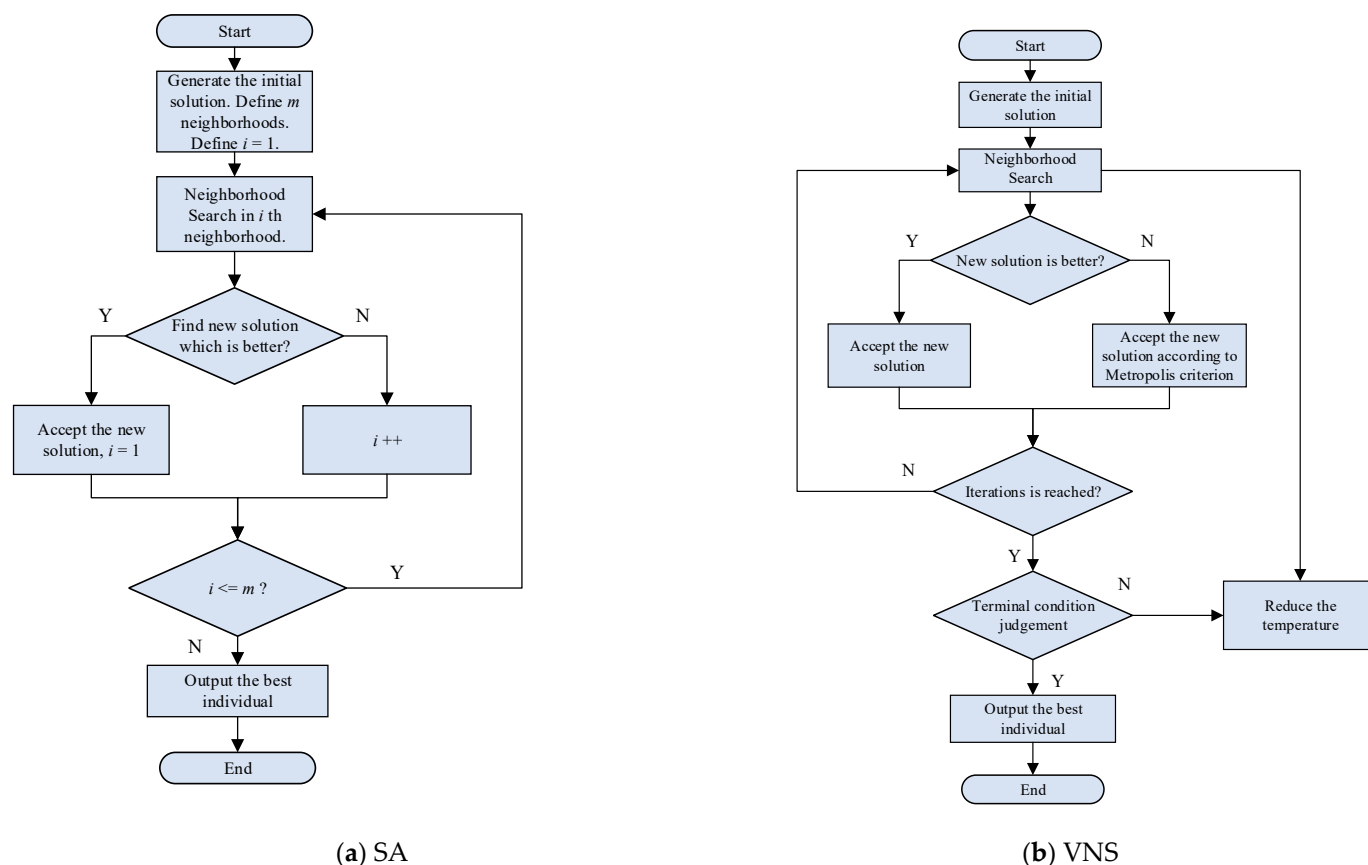 Start
Generate the initial
solution. Define m
neighborhoods.
Define i = 1.
Neighborhood
Search in i th
neighborhood.
Y
N
Find new solution
which is better?
Accept the new
solution, i = 1
i ++
i <= m ?
Y
N
Output the best
individual
End
(a) SA
Start
Generate the initial
solution
Neighborhood
Search
Y
N
New solution is better?
Accept the new
solution
Accept the new
solution according to
Metropolis criterion
N
Iterations is reached?
Y
N
Terminal condition
judgement
Reduce the
temperature
Y
Output the best
individual
End
(b) VNS